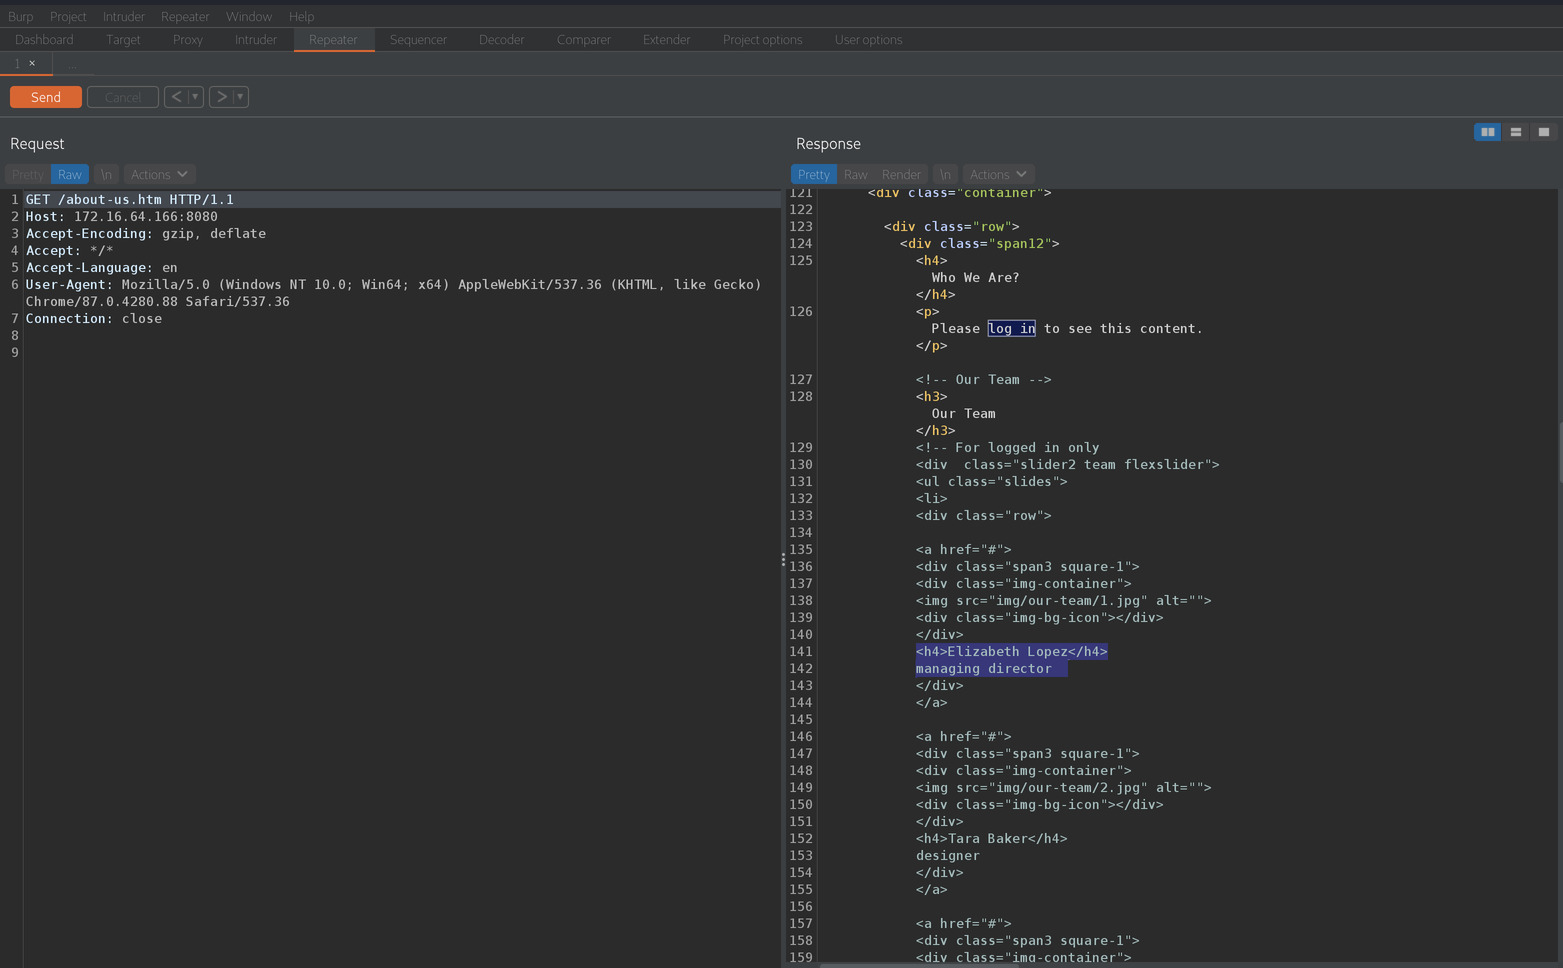 Burp Project Intruder Repeater Window Help
Dashboard Target Proxy Intruder Repeater Sequencer Decoder Comparer Extender Project options User options
1 × ...
Send Cancel < ▾ > ▾
Request
Pretty Raw \n Actions
1 GET /about-us.htm HTTP/1.1
2 Host: 172.16.64.166:8080
3 Accept-Encoding: gzip, deflate
4 Accept: */*
5 Accept-Language: en
6 User-Agent: Mozilla/5.0 (Windows NT 10.0; Win64; x64) AppleWebKit/537.36 (KHTML, like Gecko)
Chrome/87.0.4280.88 Safari/537.36
7 Connection: close
8
9
Response
Pretty Raw Render \n Actions
121 <div class="container">
122
123 <div class="row">
124 <div class="span12">
125 <h4>
Who We Are?
</h4>
126 <p>
Please log in to see this content.
</p>
127 <!-- Our Team -->
128 <h3>
Our Team
</h3>
129 <!-- For logged in only
130 <div  class="slider2 team flexslider">
131 <ul class="slides">
132 <li>
133 <div class="row">
134
135 <a href="#">
136 <div class="span3 square-1">
137 <div class="img-container">
138 <img src="img/our-team/1.jpg" alt="">
139 <div class="img-bg-icon"></div>
140 </div>
141 <h4>Elizabeth Lopez</h4>
142 managing director
143 </div>
144 </a>
145
146 <a href="#">
147 <div class="span3 square-1">
148 <div class="img-container">
149 <img src="img/our-team/2.jpg" alt="">
150 <div class="img-bg-icon"></div>
151 </div>
152 <h4>Tara Baker</h4>
153 designer
154 </div>
155 </a>
156
157 <a href="#">
158 <div class="span3 square-1">
159 <div class="img-container">